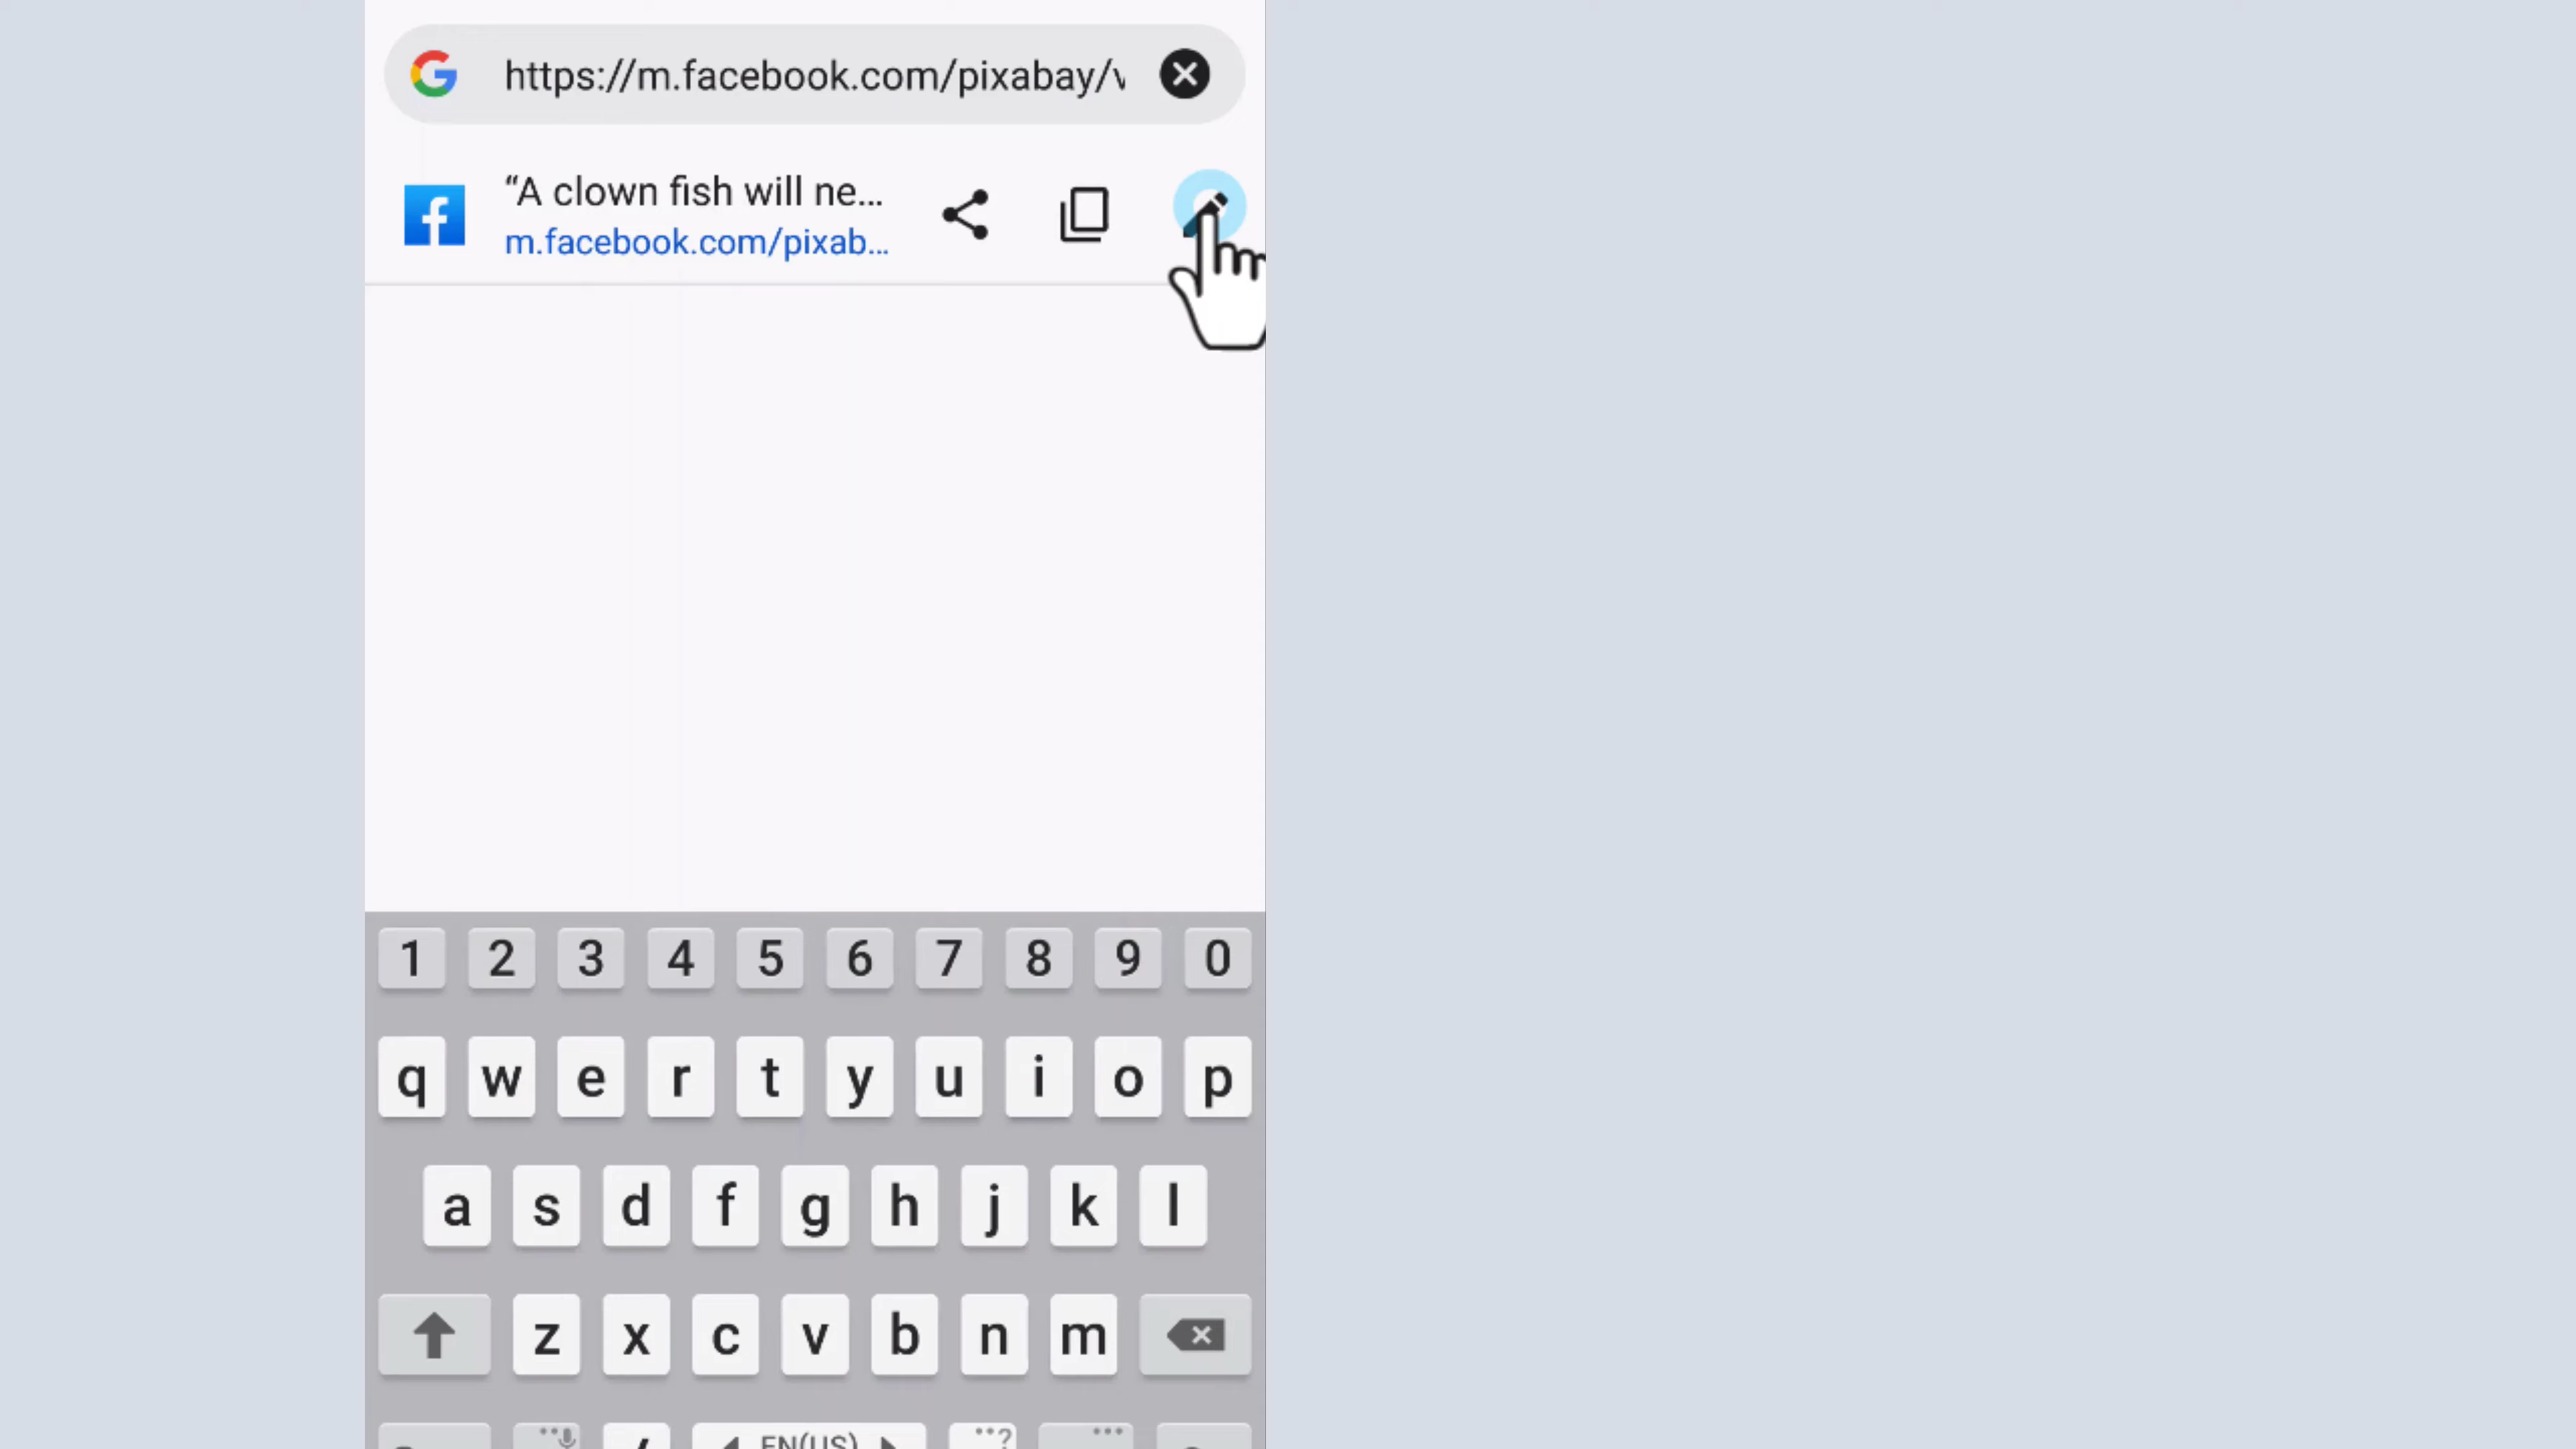 https://m.facebook.com/pixabay/v
“A clown fish will ne...
m.facebook.com/pixab...
1 2 3 4 5 6 7 8 9 0
q w e r t y u i o p
a s d f g h j k l
z x c v b n m
EN(US)